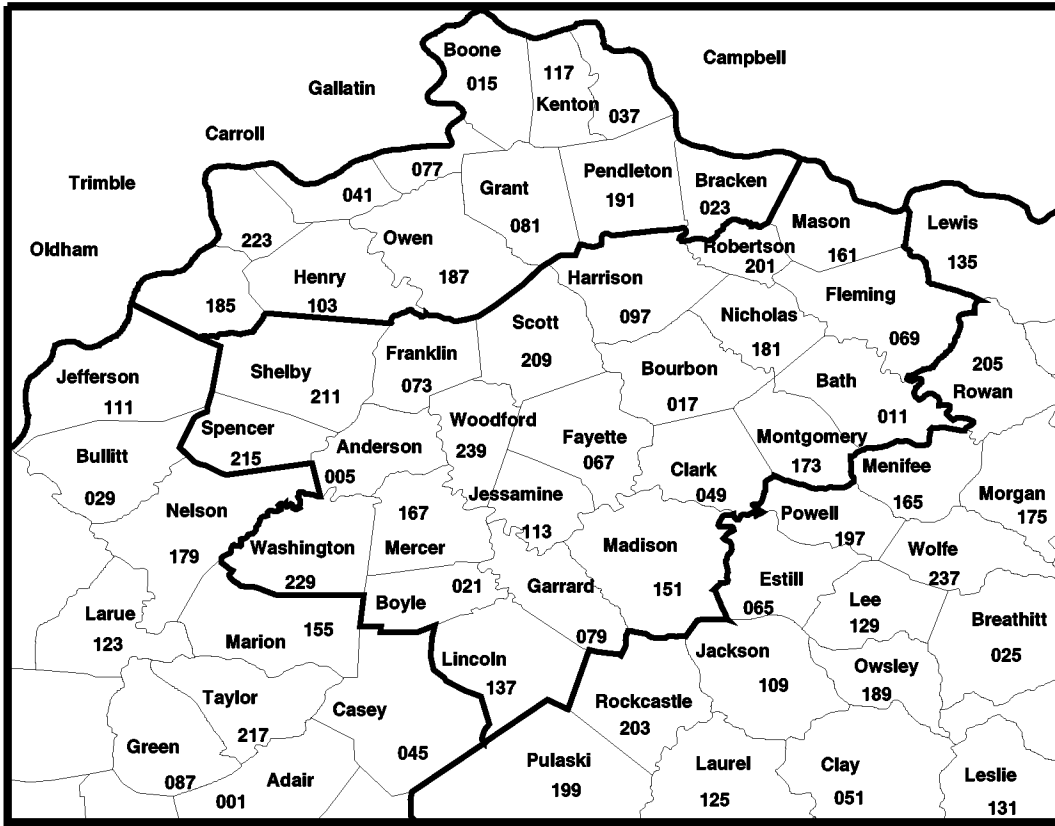 Boone
015
117
Kenton
037
Campbell
Gallatin
Carroll
077
041
Trimble
223
Oldham
185
Grant
081
Pendleton
191
Bracken
023
Owen
187
Henry
103
Robertson
201
Mason
161
Lewis
135
Harrison
097
Nicholas
181
Fleming
069
Scott
209
Franklin
073
Shelby
211
Jefferson
111
Bourbon
017
Bath
011
205
Rowan
Spencer
215
Anderson
005
Woodford
239
Fayette
067
Clark
049
Montgomery
173
Menifee
165
Morgan
175
Bullitt
029
Nelson
179
Jessamine
113
167
Mercer
Washington
229
Madison
151
Powell
197
Wolfe
237
Estill
065
Lee
129
Breathitt
025
Boyle
021
Garrard
079
Larue
123
Marion
155
Lincoln
137
Jackson
109
Owsley
189
Rockcastle
203
Taylor
217
Casey
045
Green
087
Adair
001
Pulaski
199
Laurel
125
Clay
051
Leslie
131